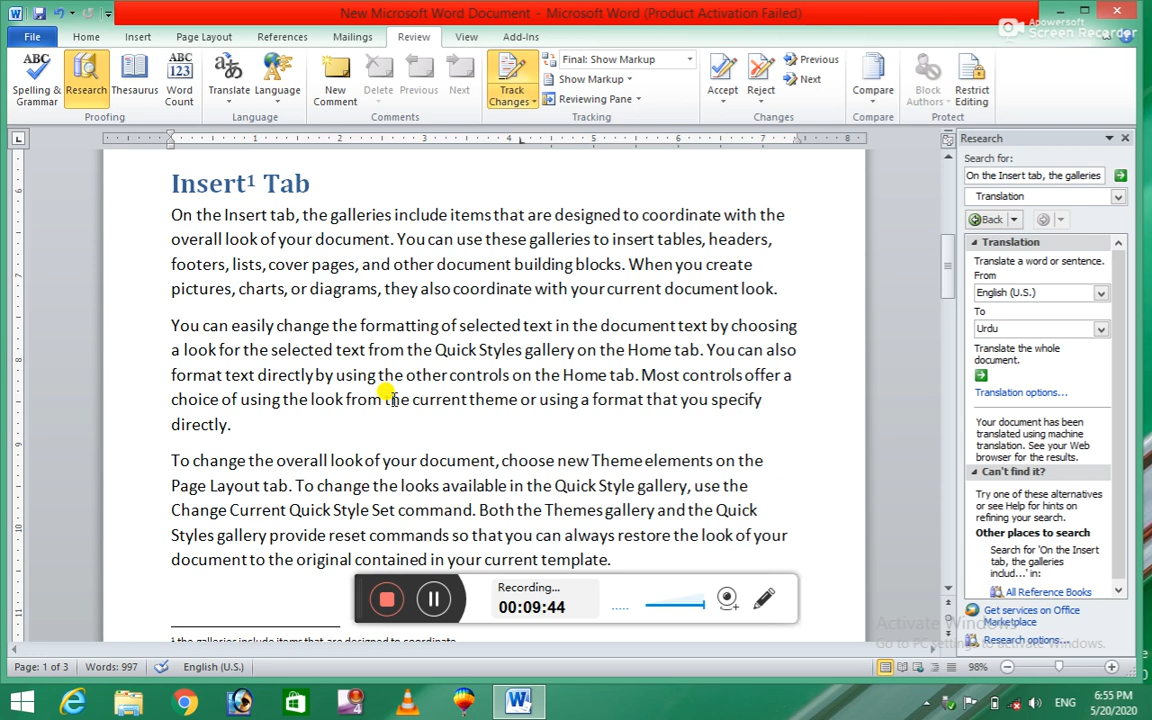 New Microsoft Word Document - Microsoft Word (Product Activation Failed)
Apowersoft
Screen Recorder
File Home Insert Page Layout References Mailings Review View Add-Ins
Spelling & Grammar
Research
Thesaurus
Word Count
Translate
Language
New Comment
Delete
Previous
Next
Track Changes
Final: Show Markup
Show Markup
Reviewing Pane
Accept
Reject
Previous
Next
Compare
Block Authors
Restrict Editing
Proofing Language Comments Tracking Changes Compare Protect
Insert¹ Tab
On the Insert tab, the galleries include items that are designed to coordinate with the
overall look of your document. You can use these galleries to insert tables, headers,
footers, lists, cover pages, and other document building blocks. When you create
pictures, charts, or diagrams, they also coordinate with your current document look.
You can easily change the formatting of selected text in the document text by choosing
a look for the selected text from the Quick Styles gallery on the Home tab. You can also
format text directly by using the other controls on the Home tab. Most controls offer a
choice of using the look from the current theme or using a format that you specify
directly.
To change the overall look of your document, choose new Theme elements on the
Page Layout tab. To change the looks available in the Quick Style gallery, use the
Change Current Quick Style Set command. Both the Themes gallery and the Quick
Styles gallery provide reset commands so that you can always restore the look of your
document to the original contained in your current template.
¹ the galleries include items that are designed to coordinate
Recording...
00:09:44
Research
Search for:
On the Insert tab, the galleries
Translation
Back
Translation
Translate a word or sentence.
From
English (U.S.)
To
Urdu
Translate the whole
document.
Translation options...
Your document has been
translated using machine
translation. See your Web
browser for the results.
Can't find it?
Try one of these alternatives
or see Help for hints on
refining your search.
Other places to search
Search for 'On the Insert
tab, the galleries
includ...' in:
All Reference Books
Get services on Office
Marketplace
Research options...
Activate Windows
Go to PC settings to activate Windows.
Page: 1 of 3 Words: 997 English (U.S.) 98%
ENG
6:55 PM
5/20/2020